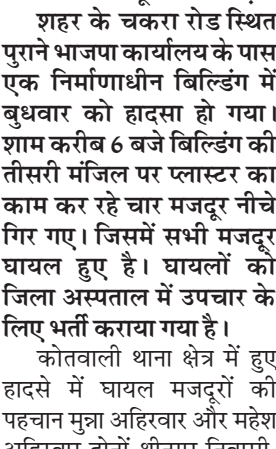 शहर के चकरा रोड स्थित
पुराने भाजपा कार्यालय के पास
एक निर्माणाधीन बिल्डिंग में
बुधवार को हादसा हो गया।
शाम करीब 6 बजे बिल्डिंग की
तीसरी मंजिल पर प्लास्टर का
काम कर रहे चार मजदूर नीचे
गिर गए। जिसमें सभी मजदूर
घायल हुए है। घायलों को
जिला अस्पताल में उपचार के
लिए भर्ती कराया गया है।
कोतवाली थाना क्षेत्र में हुए
हादसे में घायल मजदूरों की
पहचान मुन्ना अहिरवार और महेश